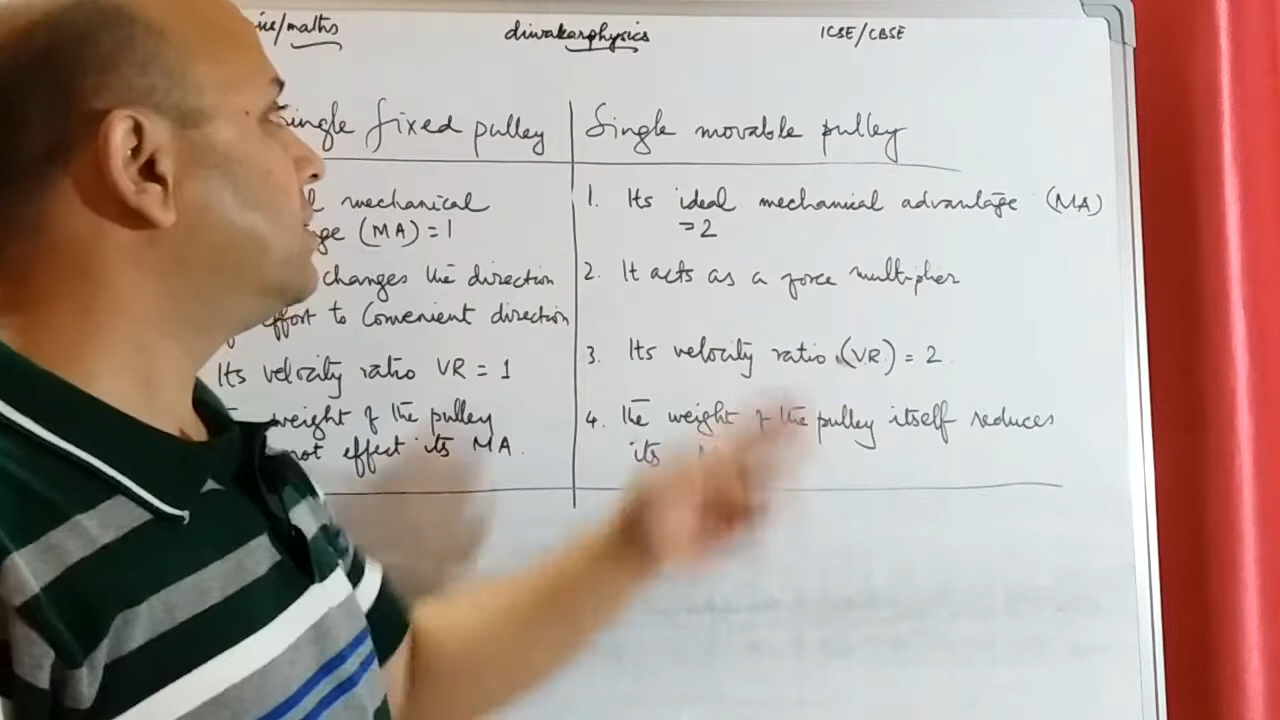 /maths diwakarphysics ICSE/CBSE
Single fixed pulley Single movable pulley
mechanical
(MA) = 1
changes the direction
effort to Convenient direction
Its velocity ratio VR = 1
weight of the pulley
not effect its MA.
1. Its ideal mechanical advantage (MA)
= 2
2. It acts as a force multiplier
3. Its velocity ratio (VR) = 2
4. The weight of the pulley itself reduces
its